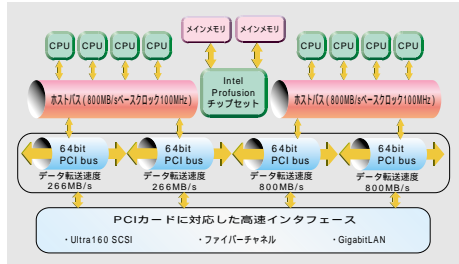 メインメモリ メインメモリ
CPU CPU CPU CPU CPU CPU CPU CPU
Intel
Profusion
チップセット
ホストバス(800MB/sベースクロック100MHz) ホストバス(800MB/sベースクロック100MHz)
64bit 64bit 64bit 64bit
PCI bus PCI bus PCI bus PCI bus
データ転送速度 データ転送速度 データ転送速度 データ転送速度
266MB/s 266MB/s 800MB/s 800MB/s
PCIカードに対応した高速インタフェース
・Ultra160 SCSI ・ファイバーチャネル ・GigabitLAN